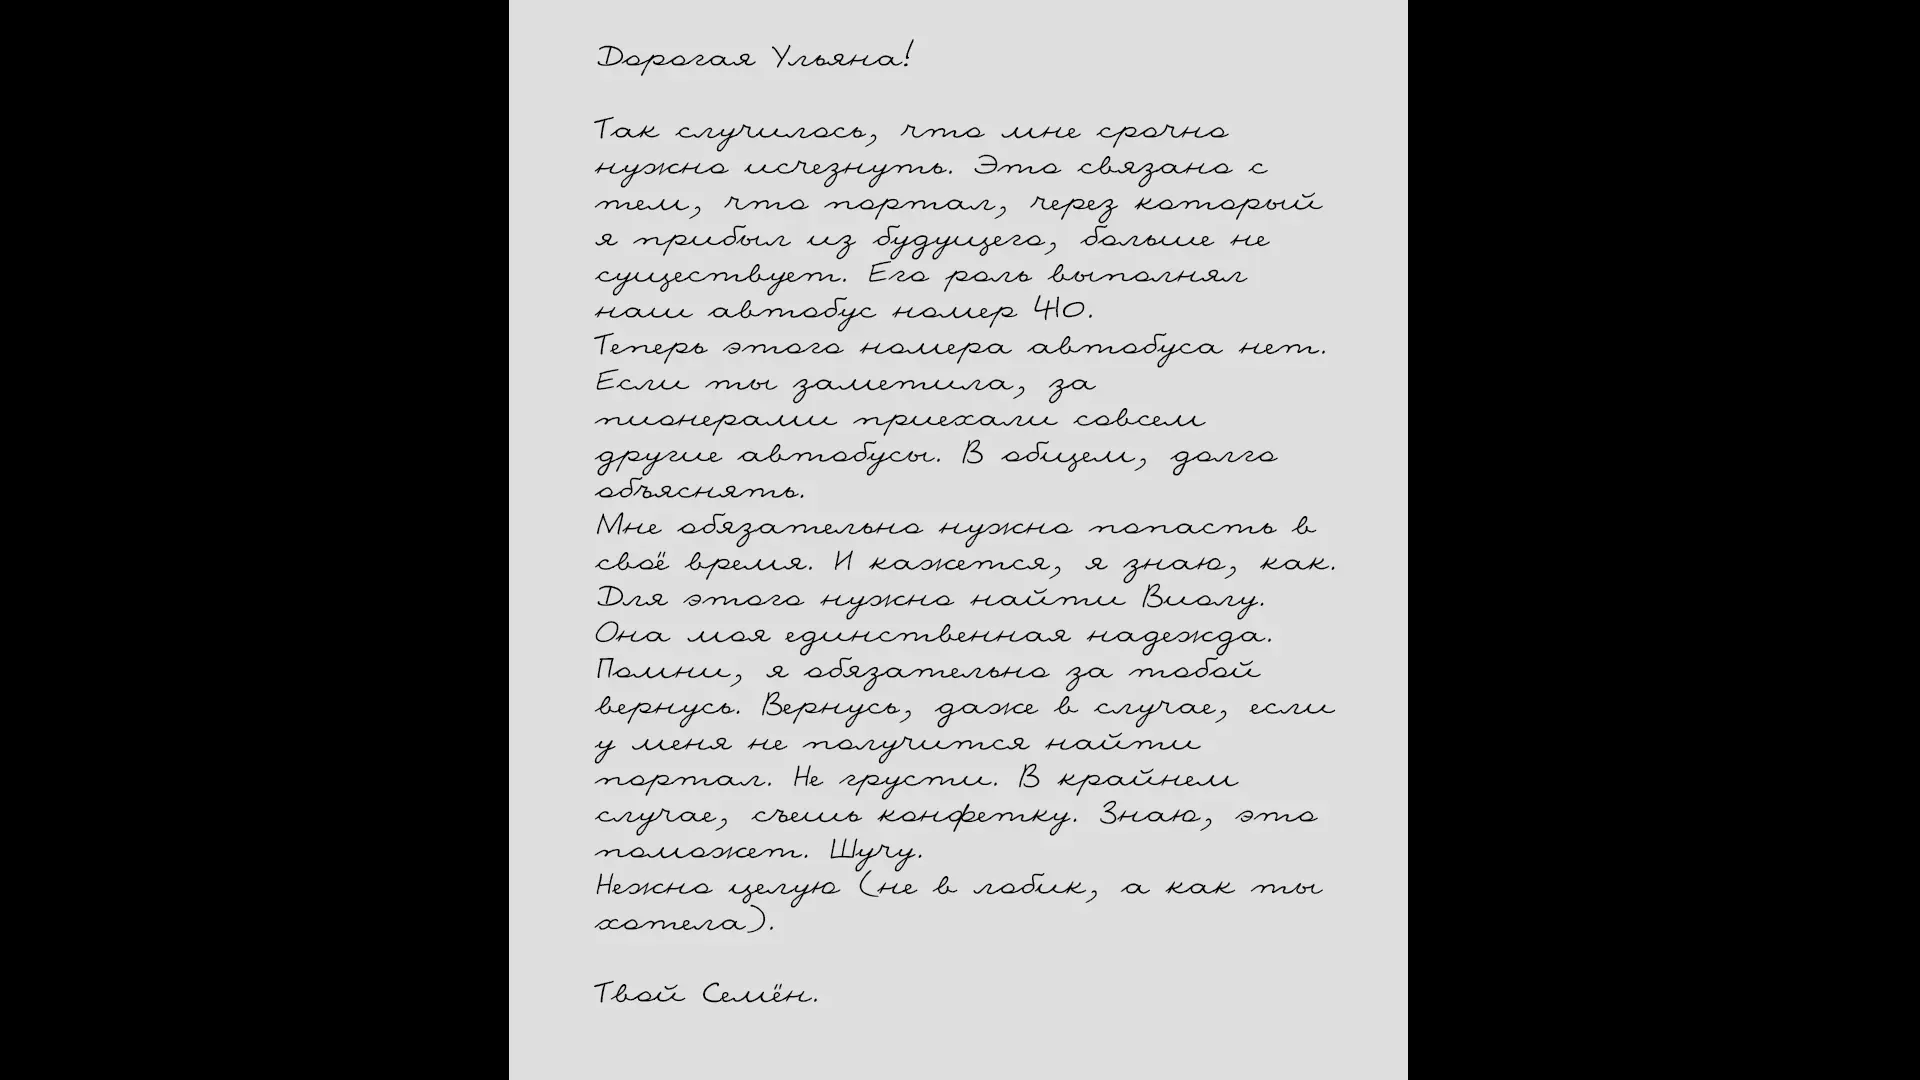 Дорогая Ульяна!
Так случилось, что мне срочно
нужно исчезнуть. Это связано с
тем, что портал, через который
я прибыл из будущего, больше не
существует. Его роль выполнял
наш автобус номер 410.
Теперь этого номера автобуса нет.
Если ты заметила, за
пионерами приехали совсем
другие автобусы. В общем, долго
объяснять.
Мне обязательно нужно попасть в
своё время. И кажется, я знаю, как.
Для этого нужно найти Виолу.
Она моя единственная надежда.
Помни, я обязательно за тобой
вернусь. Вернусь, даже в случае, если
у меня не получится найти
портал. Не грусти. В крайнем
случае, съешь конфетку. Знаю, это
поможет. Шучу.
Нежно целую (не в лобик, а как ты
хотела).
Твой Семён.